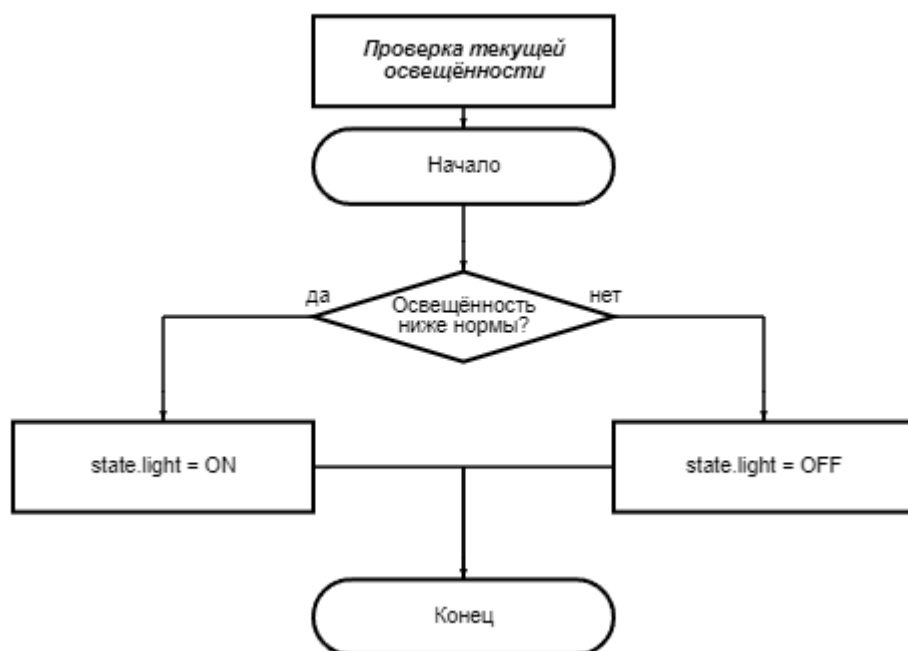 Проверка текущей
освещённости
Начало
да
Освещённость
ниже нормы?
нет
state.light = ON
state.light = OFF
Конец